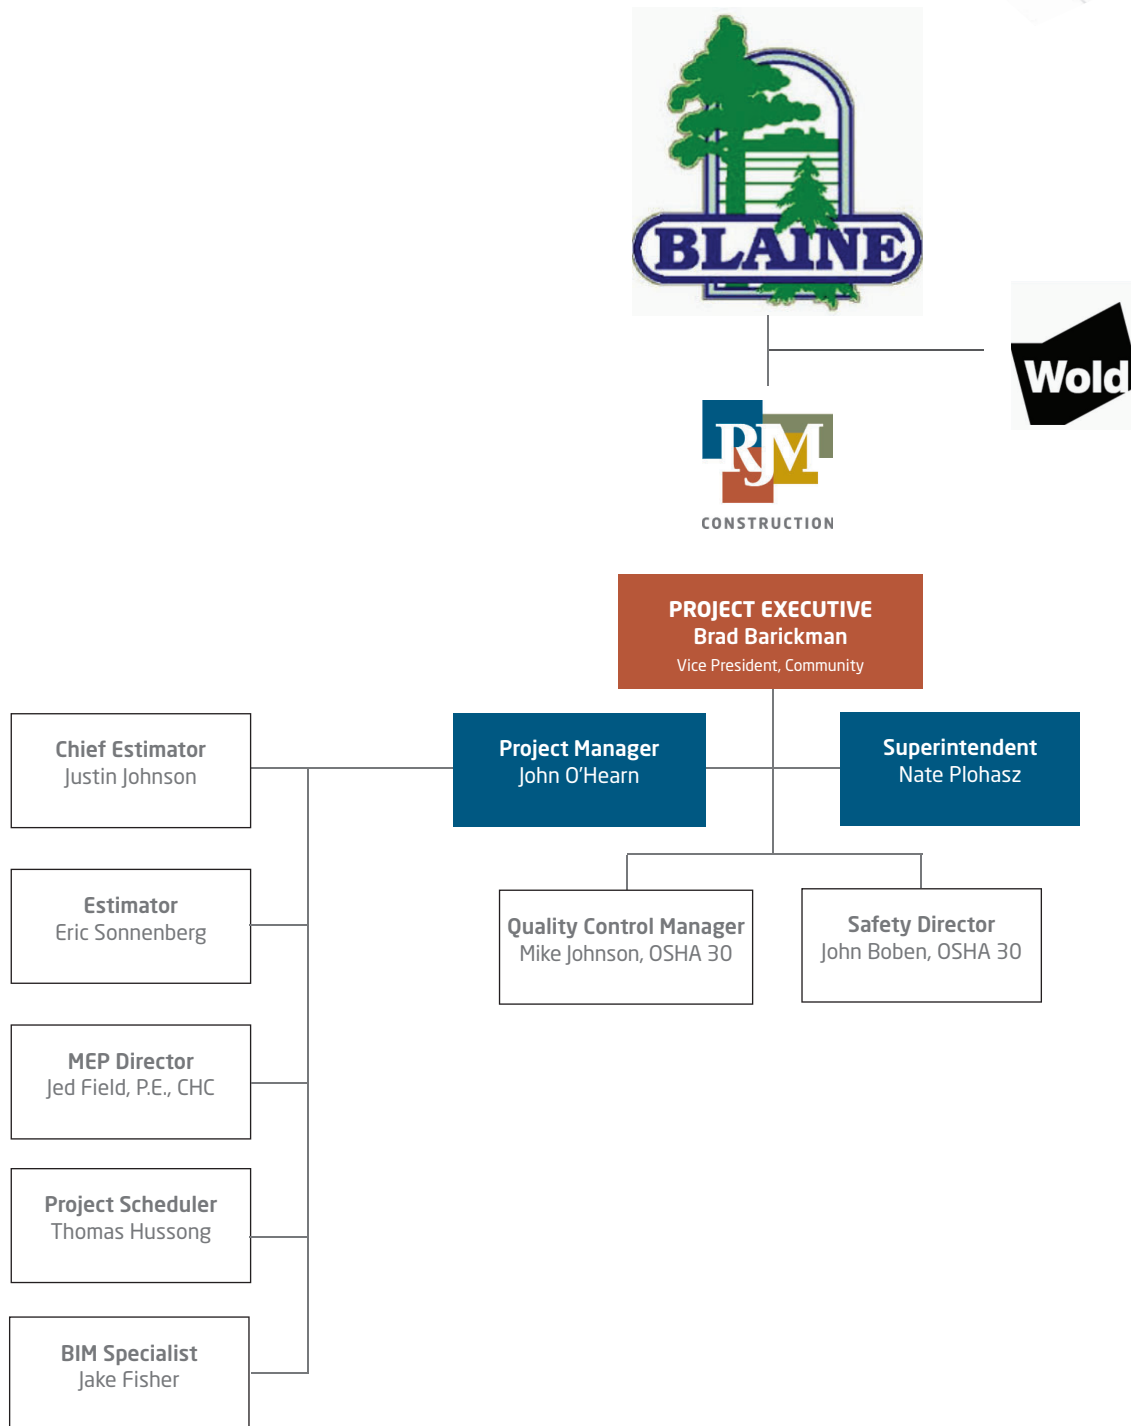 BLAINE
Wold
RJM
CONSTRUCTION
PROJECT EXECUTIVE
Brad Barickman
Vice President, Community
Chief Estimator
Justin Johnson
Project Manager
John O'Hearn
Superintendent
Nate Plohasz
Estimator
Eric Sonnenberg
Quality Control Manager
Mike Johnson, OSHA 30
Safety Director
John Boben, OSHA 30
MEP Director
Jed Field, P.E., CHC
Project Scheduler
Thomas Hussong
BIM Specialist
Jake Fisher